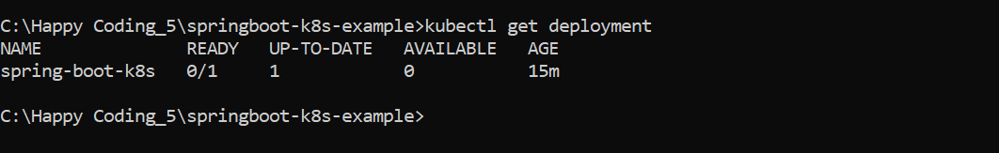 C:\Happy Coding_5\springboot-k8s-example>kubectl get deployment
NAME             READY   UP-TO-DATE   AVAILABLE   AGE
spring-boot-k8s   0/1     1            0           15m
C:\Happy Coding_5\springboot-k8s-example>